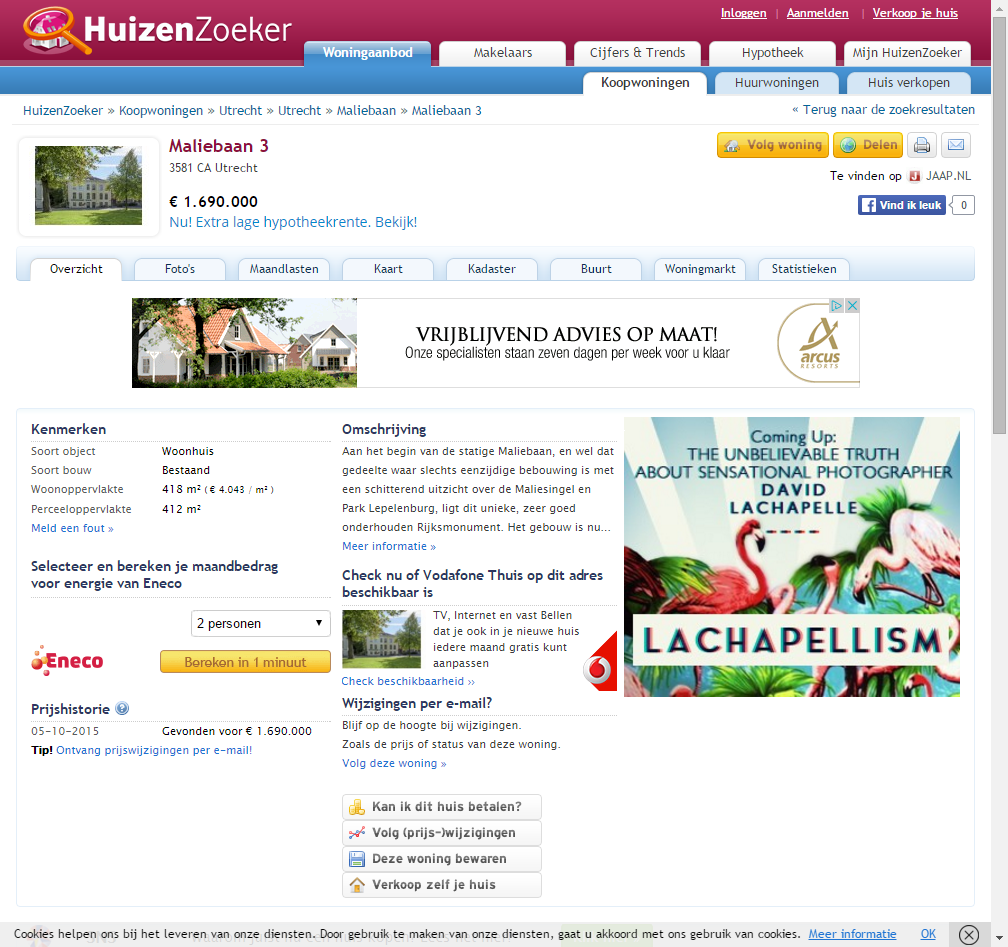 Inloggen | Aanmelden | Verkoop je huis
HuizenZoeker
Woningaanbod
Makelaars
Cijfers & Trends
Hypotheek
Mijn HuizenZoeker
Koopwoningen
Huurwoningen
Huis verkopen
HuizenZoeker » Koopwoningen » Utrecht » Utrecht » Maliebaan » Maliebaan 3
« Terug naar de zoekresultaten
Maliebaan 3
3581 CA Utrecht
€ 1.690.000
Nu! Extra lage hypotheekrente. Bekijk!
Volg woning
Delen
Te vinden op JAAP.NL
Vind ik leuk
0
Overzicht
Foto's
Maandlasten
Kaart
Kadaster
Buurt
Woningmarkt
Statistieken
VRIJBLIJVEND ADVIES OP MAAT!
Onze specialisten staan zeven dagen per week voor u klaar
arcus
RESORTS
Kenmerken
Soort object Woonhuis
Soort bouw Bestaand
Woonoppervlakte 418 m² ( € 4.043 / m² )
Perceeloppervlakte 412 m²
Meld een fout »
Selecteer en bereken je maandbedrag
voor energie van Eneco
2 personen
Eneco
Bereken in 1 minuut
Prijshistorie ?
05-10-2015 Gevonden voor € 1.690.000
Tip! Ontvang prijswijzigingen per e-mail!
Omschrijving
Aan het begin van de statige Maliebaan, en wel dat
gedeelte waar slechts eenzijdige bebouwing is met
een schitterend uitzicht over de Maliesingel en
Park Lepelenburg, ligt dit unieke, zeer goed
onderhouden Rijksmonument. Het gebouw is nu...
Meer informatie »
Check nu of Vodafone Thuis op dit adres
beschikbaar is
TV, Internet en vast Bellen
dat je ook in je nieuwe huis
iedere maand gratis kunt
aanpassen
Check beschikbaarheid ››
Wijzigingen per e-mail?
Blijf op de hoogte bij wijzigingen.
Zoals de prijs of status van deze woning.
Volg deze woning »
Kan ik dit huis betalen?
Volg (prijs-)wijzigingen
Deze woning bewaren
Verkoop zelf je huis
Coming Up:
THE UNBELIEVABLE TRUTH
ABOUT SENSATIONAL PHOTOGRAPHER
DAVID
LACHAPELLE
LACHAPELLISM
Cookies helpen ons bij het leveren van onze diensten. Door gebruik te maken van onze diensten, gaat u akkoord met ons gebruik van cookies. Meer informatie OK